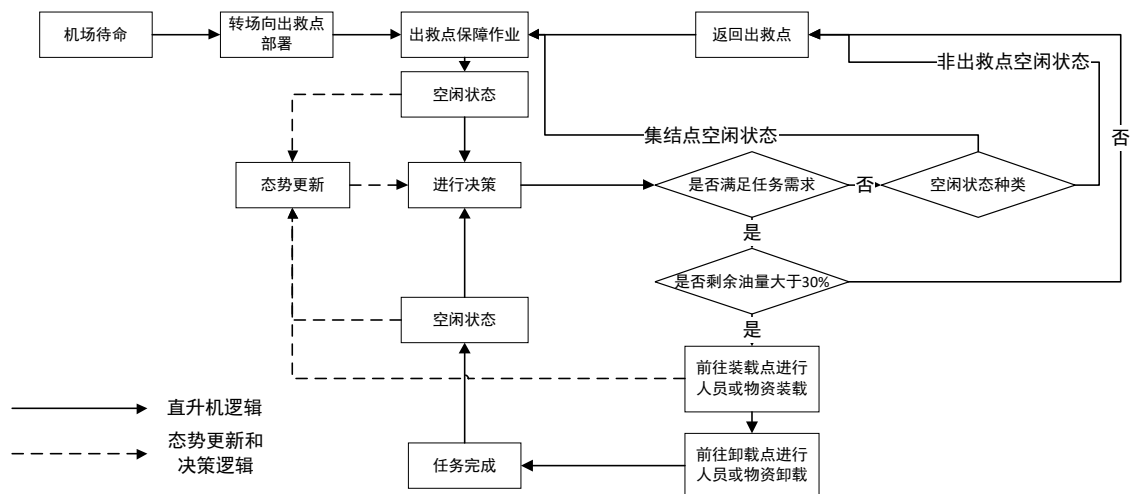 机场待命
转场向出救点
部署
出救点保障作业
返回出救点
非出救点空闲状态
空闲状态
集结点空闲状态
否
态势更新
进行决策
是否满足任务需求
否
空闲状态种类
是
是否剩余油量大于30%
空闲状态
是
前往装载点进行
人员或物资装载
直升机逻辑
态势更新和
决策逻辑
任务完成
前往卸载点进行
人员或物资卸载